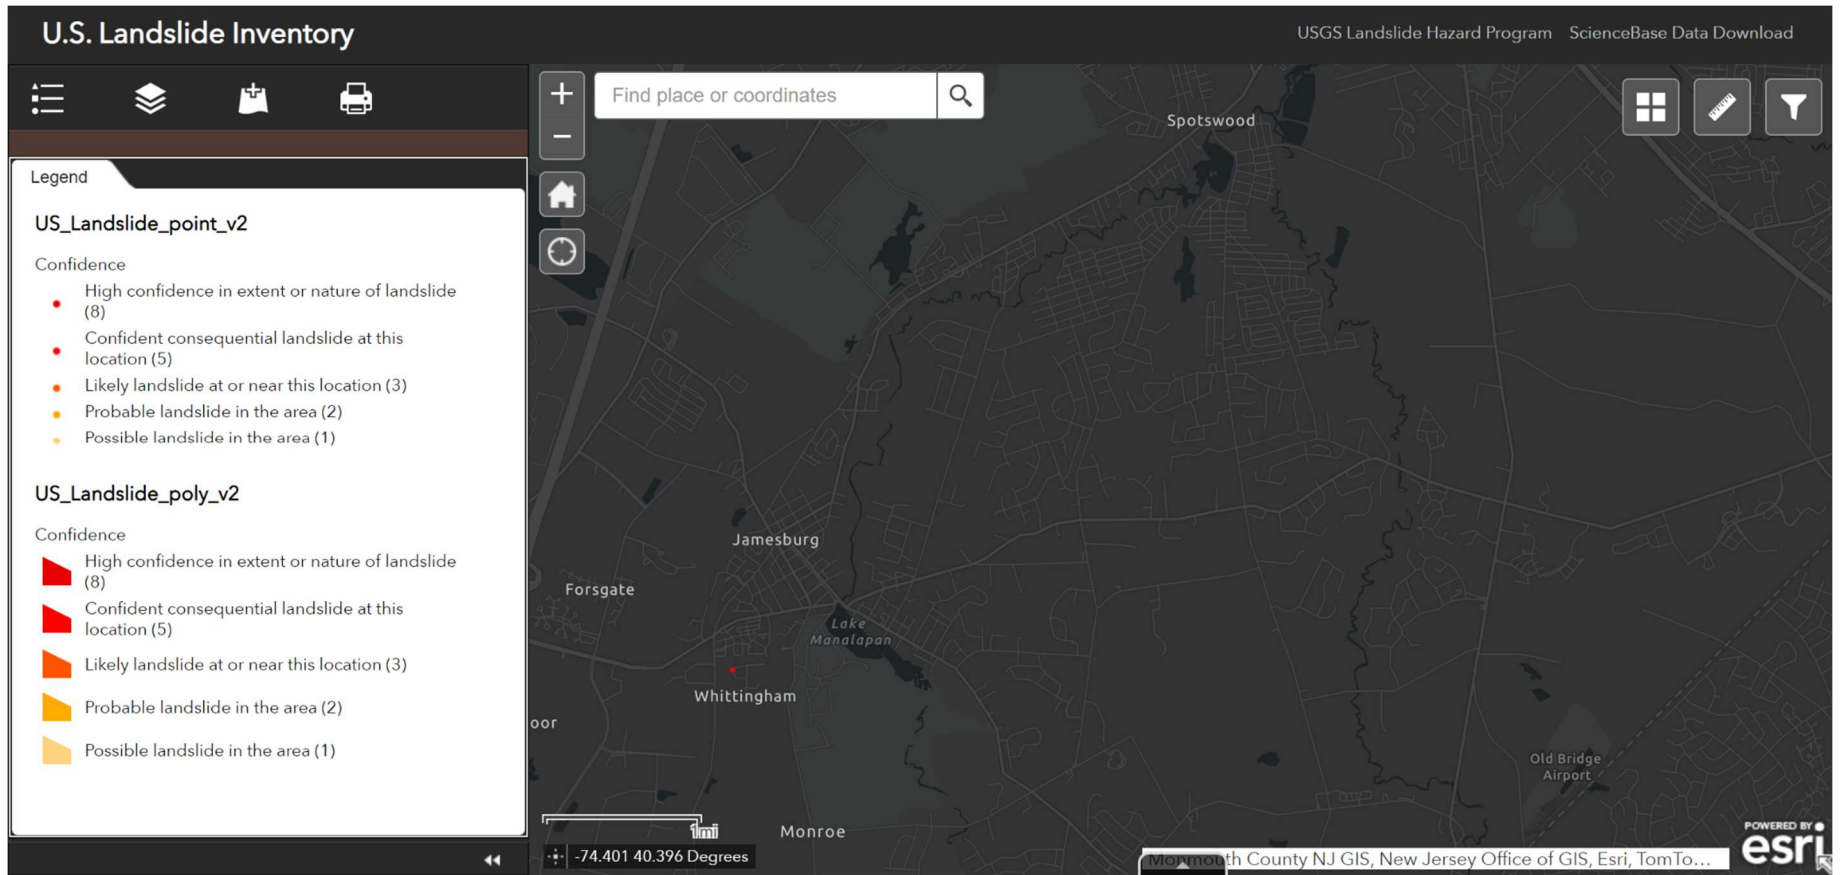 U.S. Landslide Inventory
USGS Landslide Hazard Program ScienceBase Data Download
Find place or coordinates
Legend
US_Landslide_point_v2
Confidence
High confidence in extent or nature of landslide
(8)
Confident consequential landslide at this
location (5)
Likely landslide at or near this location (3)
Probable landslide in the area (2)
Possible landslide in the area (1)
US_Landslide_poly_v2
Confidence
High confidence in extent or nature of landslide
(8)
Confident consequential landslide at this
location (5)
Likely landslide at or near this location (3)
Probable landslide in the area (2)
Possible landslide in the area (1)
Spotswood
Jamesburg
Forsgate
Lake
Manalapan
Whittingham
oor
Old Bridge
Airport
Monroe
1mi
-74.401 40.396 Degrees
Monmouth County NJ GIS, New Jersey Office of GIS, Esri, TomTo...
POWERED BY
esri